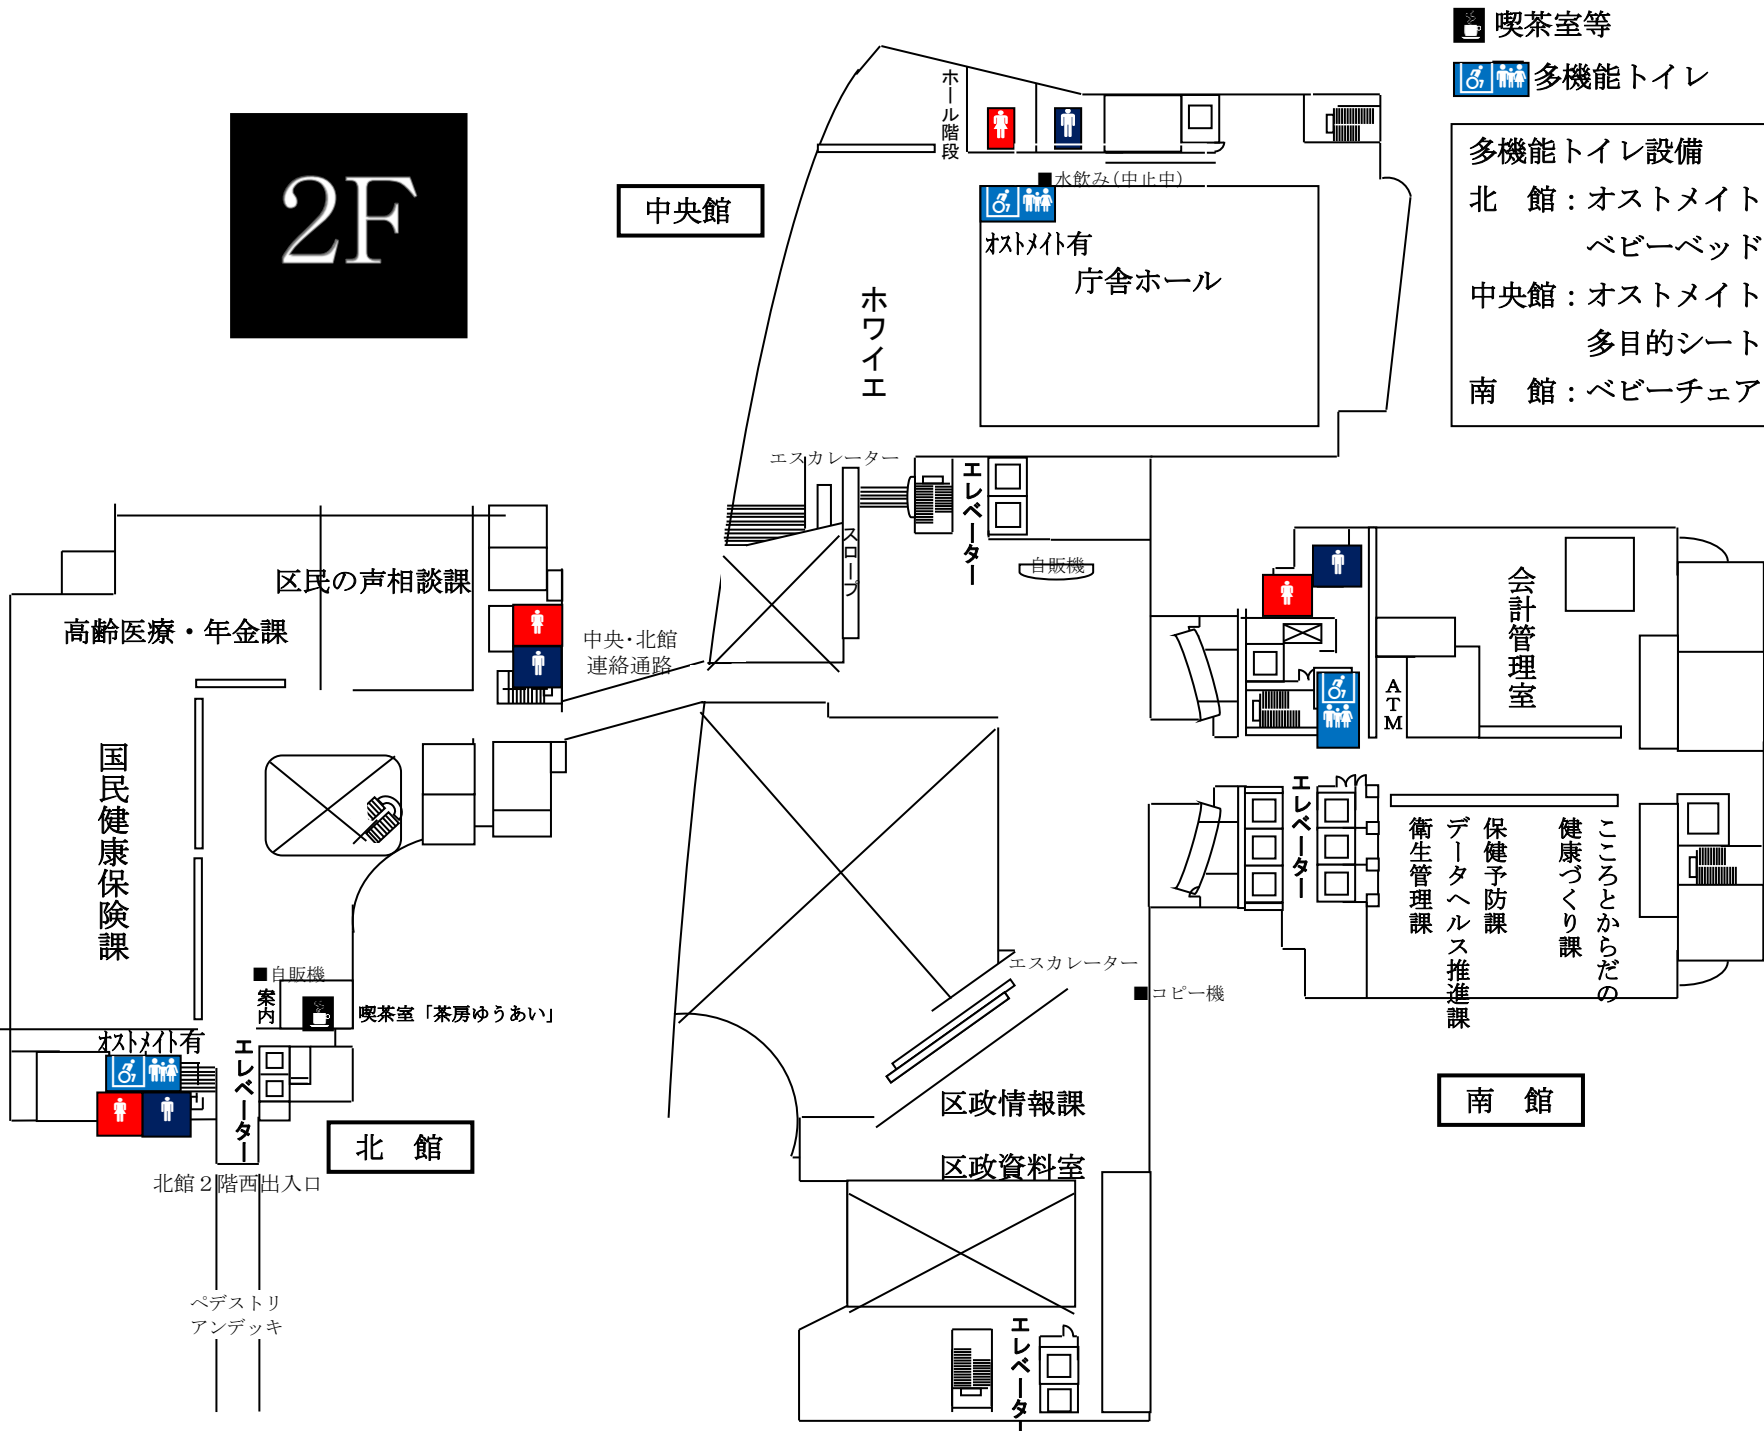 喫茶室等
多機能トイレ
多機能トイレ設備
北　館：オストメイト
ベビーベッド
中央館：オストメイト
多目的シート
南　館：ベビーチェア
2F
中央館
ホール階段
■水飲み(中止中)
オストメイト有
庁舎ホール
ホワイエ
エスカレーター
エレベーター
スロープ
自販機
区民の声相談課
高齢医療・年金課
中央・北館
連絡通路
国民健康保険課
■自販機
案内
喫茶室「茶房ゆうあい」
オストメイト有
エレベーター
北　館
北館２階西出入口
ペデストリ
アンデッキ
会計管理室
ATM
エレベーター
衛生管理課
データヘルス推進課
保健予防課
健康づくり課
こころとからだの
エスカレーター
■コピー機
区政情報課
区政資料室
南　館
エレベーター